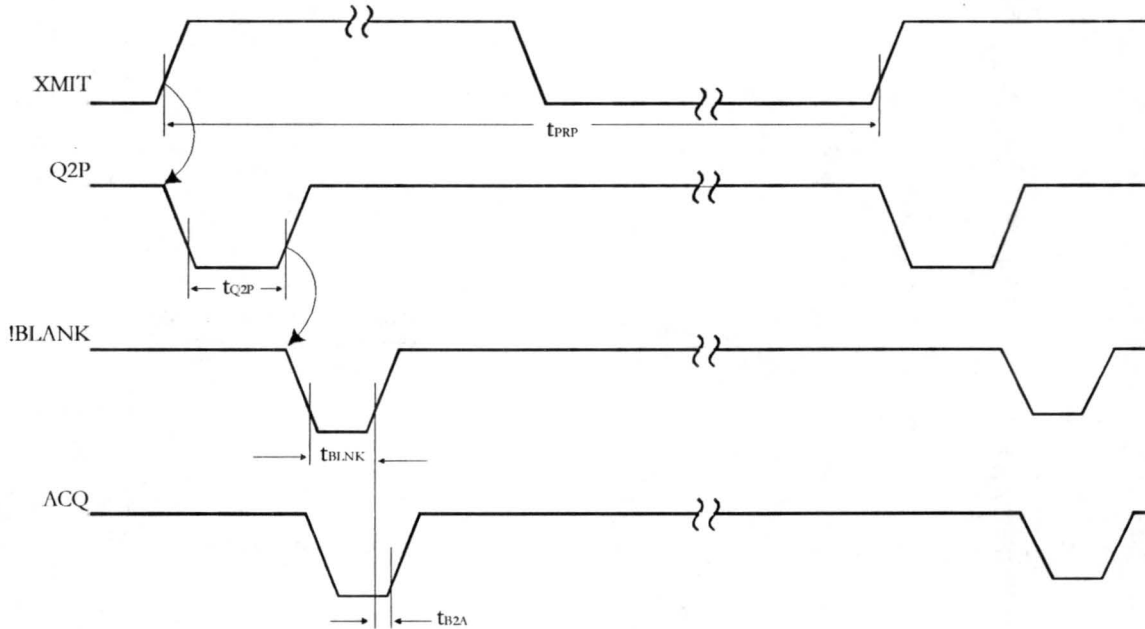 XMIT
tPRP
Q2P
tQ2P
!BLANK
tBLNK
ACQ
tB2A